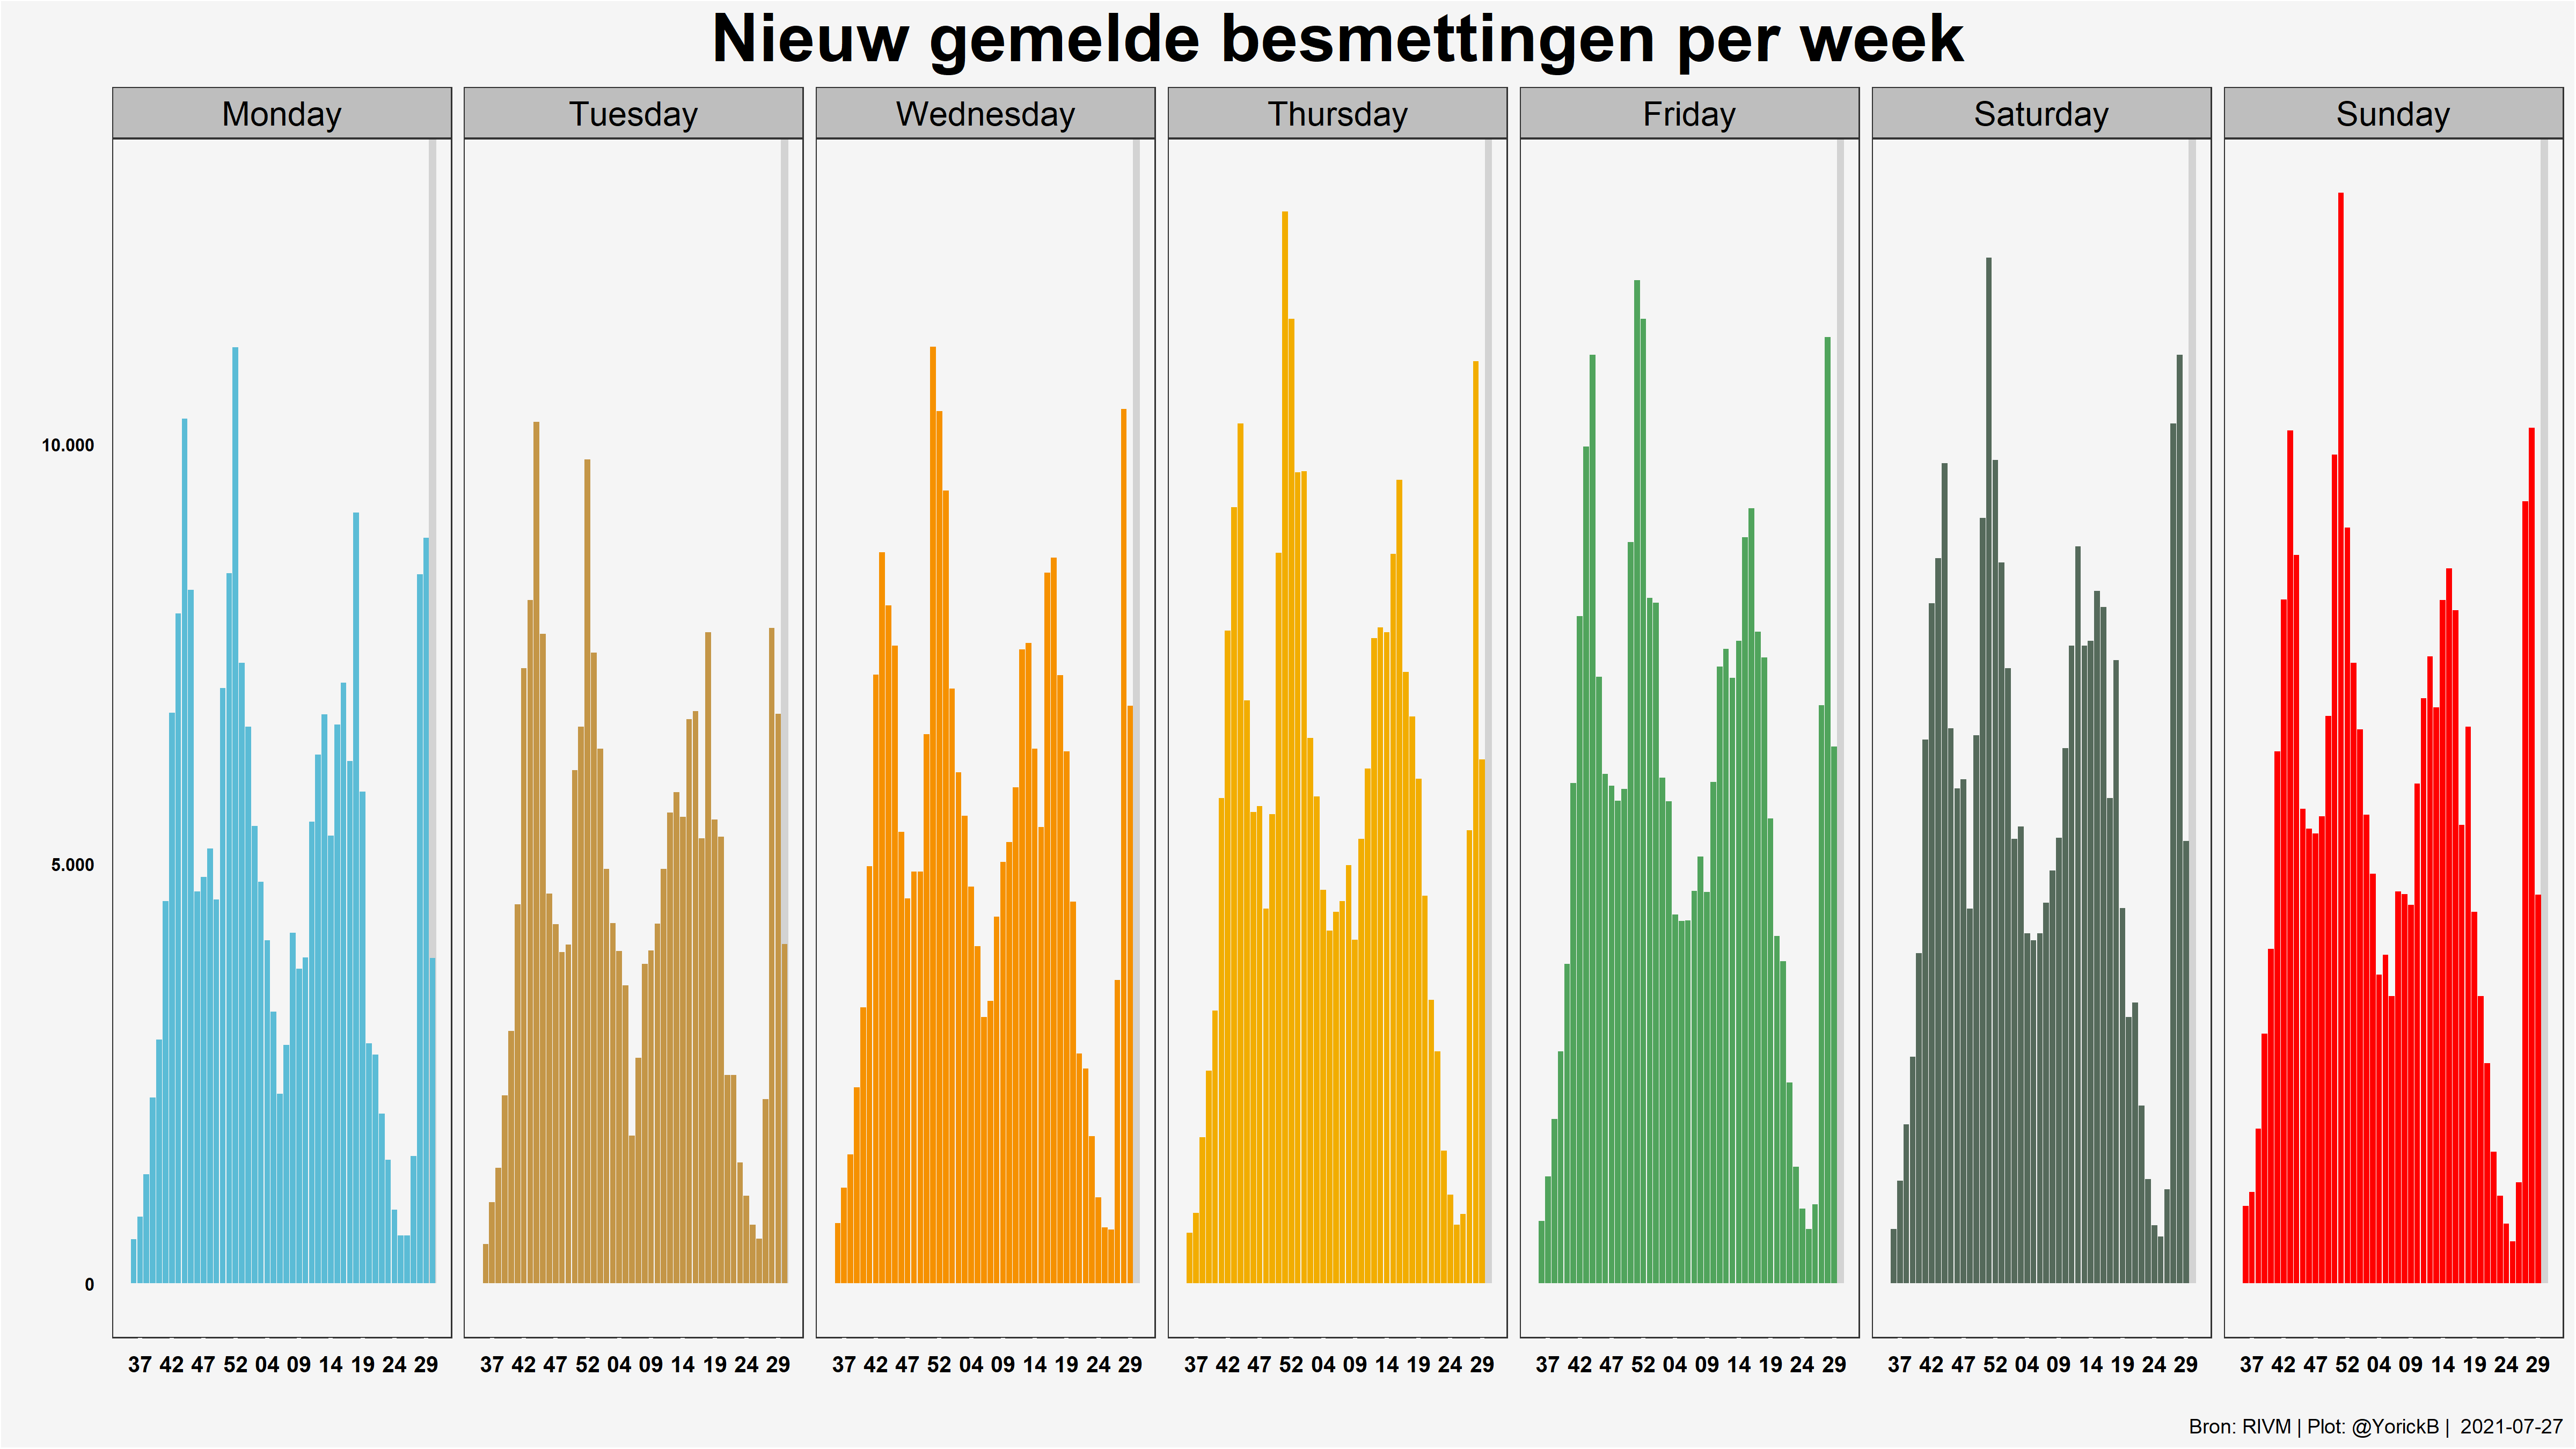 Nieuw gemelde besmettingen per week
Monday Tuesday Wednesday Thursday Friday Saturday Sunday
10.000
5.000
0
37 42 47 52 04 09 14 19 24 29 37 42 47 52 04 09 14 19 24 29 37 42 47 52 04 09 14 19 24 29 37 42 47 52 04 09 14 19 24 29 37 42 47 52 04 09 14 19 24 29 37 42 47 52 04 09 14 19 24 29 37 42 47 52 04 09 14 19 24 29
Bron: RIVM | Plot: @YorickB | 2021-07-27